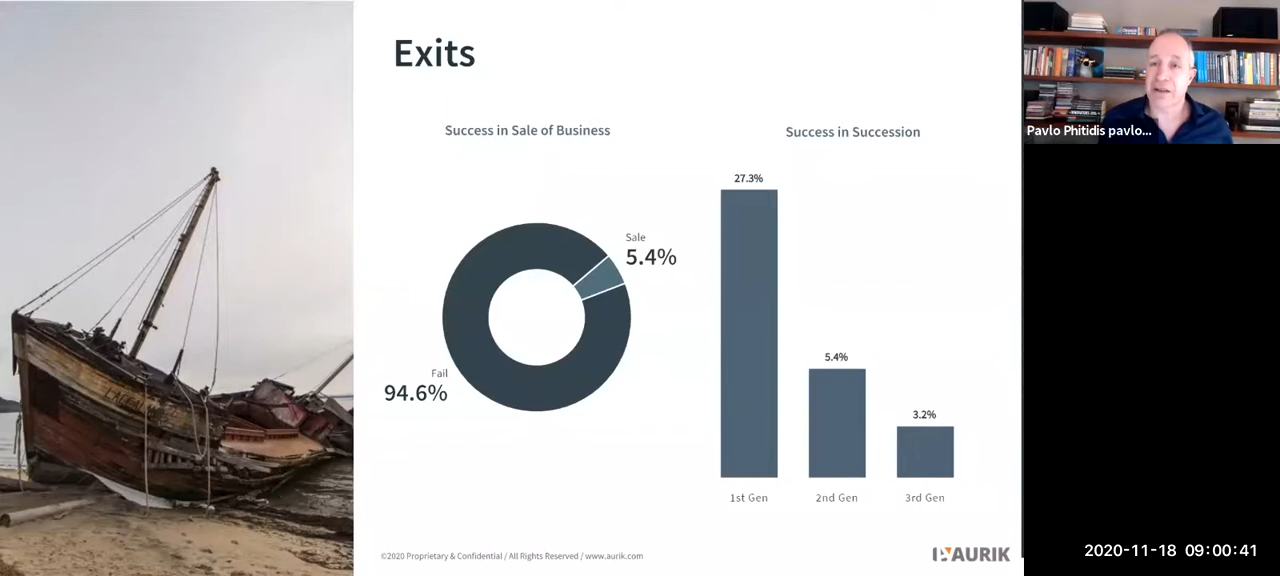 Exits
Success in Sale of Business
Sale
5.4%
Fail
94.6%
Success in Succession
27.3%
5.4%
3.2%
1st Gen
2nd Gen
3rd Gen
©2020 Proprietary & Confidential / All Rights Reserved / www.aurik.com
AURIK
Pavlo Phitidis pavlo...
2020-11-18 09:00:41